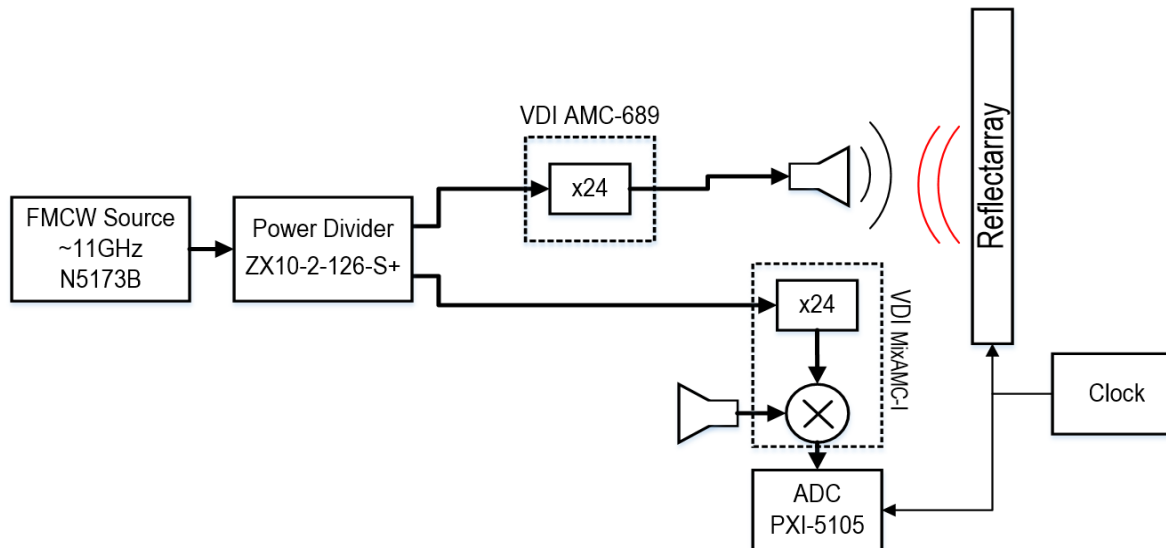 VDI AMC-689
x24
FMCW Source
~11GHz
N5173B
Power Divider
ZX10-2-126-S+
Reflectarray
x24
VDI MixAMC-I
Clock
ADC
PXI-5105